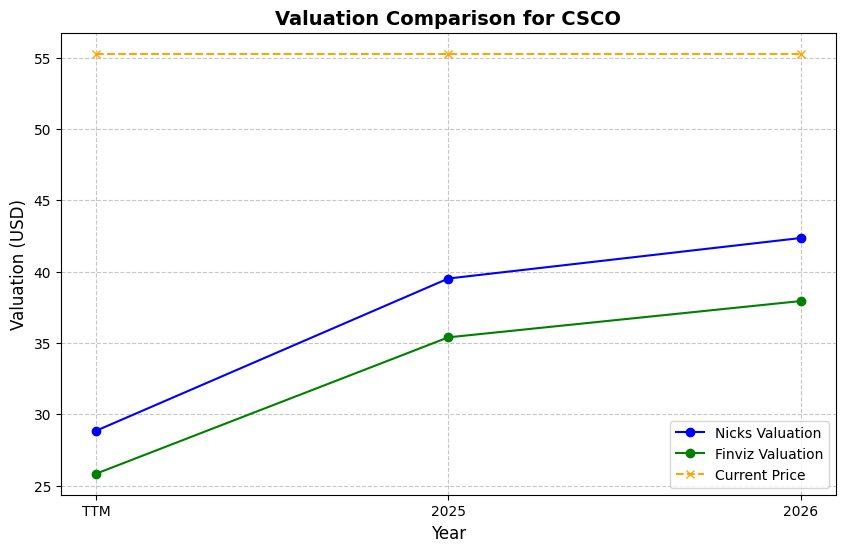 Valuation Comparison for CSCO
Valuation (USD)
55
50
45
40
35
30
25
TTM
2025
2026
Year
Nicks Valuation
Finviz Valuation
Current Price